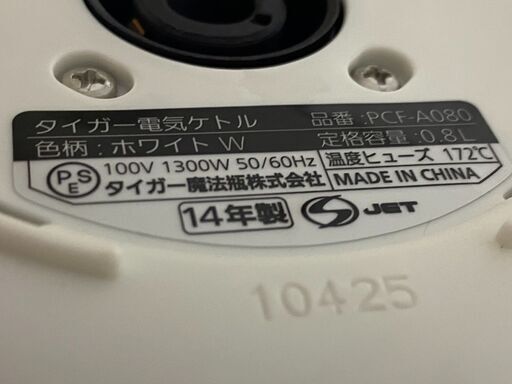 タイガー電気ケトル 品番:PCF-A080
色柄:ホワイト W 定格容量:0.8L
PSE 100V 1300W 50/60Hz 温度ヒューズ 172℃
タイガー魔法瓶株式会社 MADE IN CHINA
14年製 JET
10425